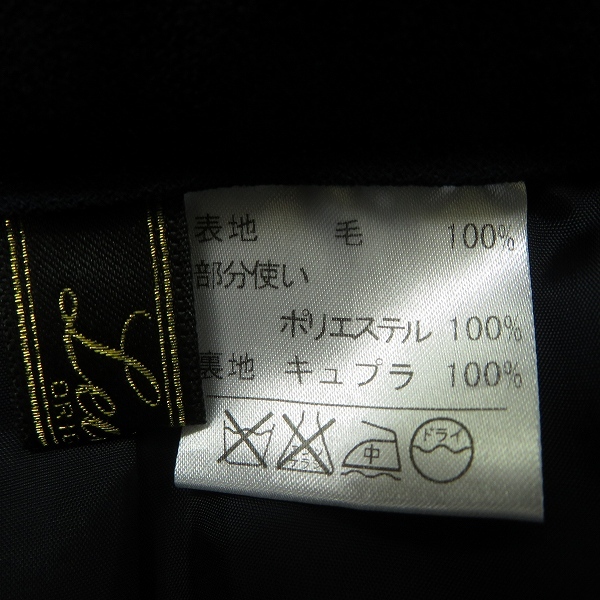 表地 毛 100%
部分使い
ポリエステル 100%
裏地 キュプラ 100%
中 ドライ